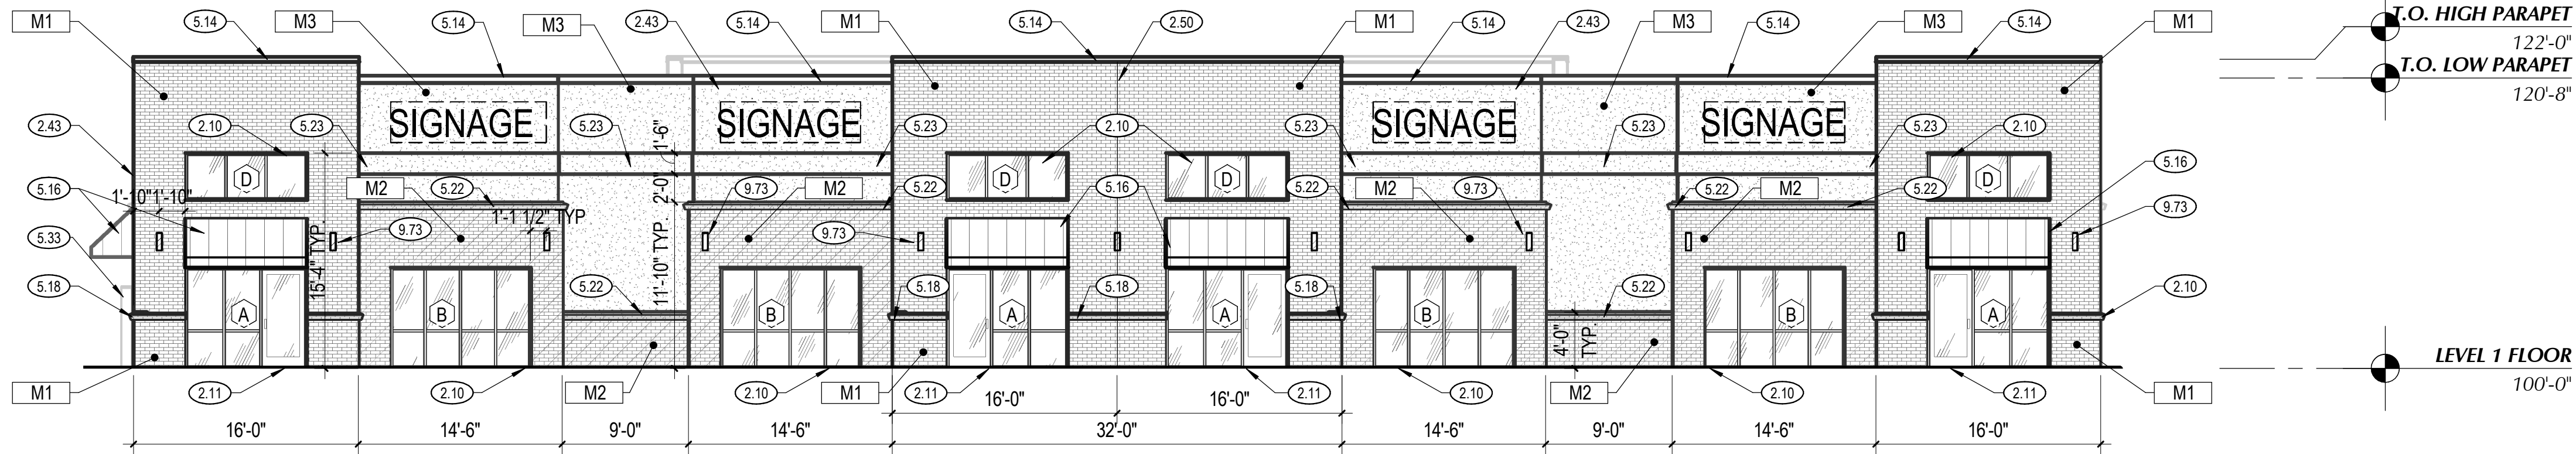 M1 5.14 M3 5.14 M3 2.43 5.14 M1 5.14 2.50 M1 5.14 2.43 M3 5.14 M3 5.14 M1
T.O. HIGH PARAPET
122'-0"
T.O. LOW PARAPET
120'-8"
SIGNAGE SIGNAGE SIGNAGE SIGNAGE
2.43 2.10 5.23 5.23 1'-6" 5.23 2.10 5.23 5.23 5.23 2.10
5.16
D D D D
5.16 M2 5.22 2'-0" 9.73 M2 5.22 5.16 5.22 M2 9.73 5.22 M2 5.22
1'-10" 1'-10"
1'-1 1/2" TYP
9.73
5.33 9.73 9.73
15'-4" TYP.
11'-10" TYP.
5.18 5.22 5.18 5.18 5.18 5.22 2.10
A B B A A B B A
4'-0"
TYP.
LEVEL 1 FLOOR
100'-0"
M1 2.11 2.10 M2 2.10 M1 2.11 2.11 2.10 M2 2.10 2.11 M1
16'-0" 16'-0"
16'-0" 14'-6" 9'-0" 14'-6" 32'-0" 14'-6" 9'-0" 14'-6" 16'-0"